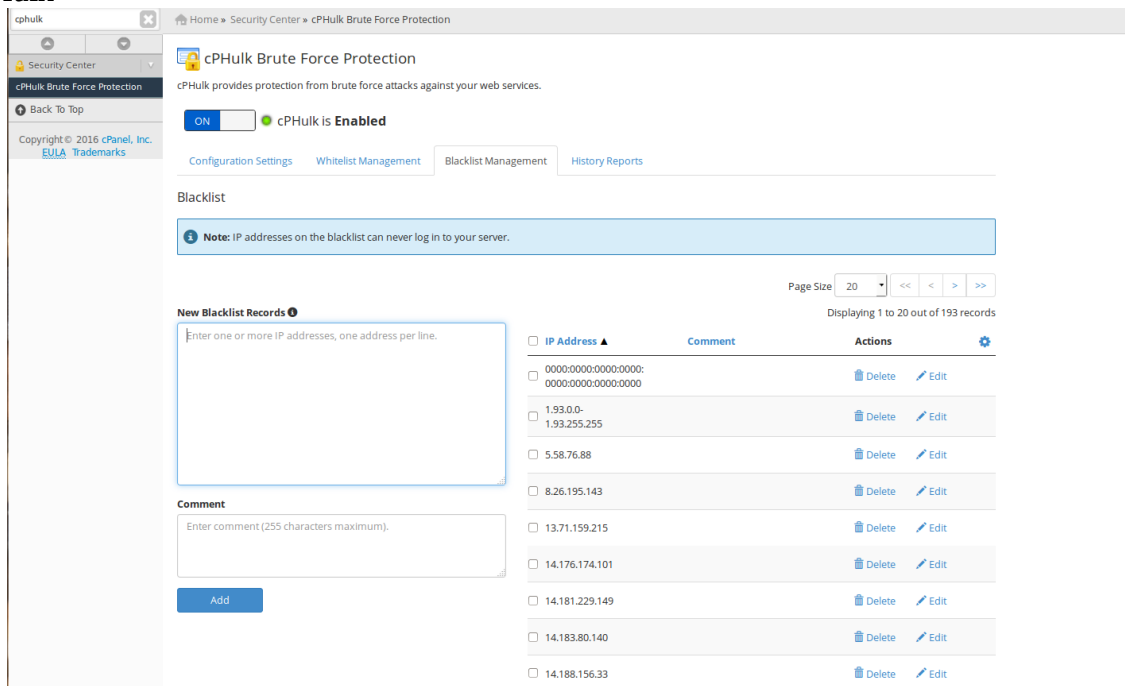 cphulk
Home » Security Center » cPHulk Brute Force Protection
Security Center
cPHulk Brute Force Protection
Back To Top
Copyright© 2016 cPanel, Inc.
EULA Trademarks
cPHulk Brute Force Protection
cPHulk provides protection from brute force attacks against your web services.
ON cPHulk is Enabled
Configuration Settings Whitelist Management Blacklist Management History Reports
Blacklist
Note: IP addresses on the blacklist can never log in to your server.
Page Size 20 << < > >>
Displaying 1 to 20 out of 193 records
New Blacklist Records
Enter one or more IP addresses, one address per line.
Comment
Enter comment (255 characters maximum).
Add
IP Address ▲ Comment Actions
0000:0000:0000:0000:
0000:0000:0000:0000 Delete Edit
1.93.0.0-
1.93.255.255 Delete Edit
5.58.76.88 Delete Edit
8.26.195.143 Delete Edit
13.71.159.215 Delete Edit
14.176.174.101 Delete Edit
14.181.229.149 Delete Edit
14.183.80.140 Delete Edit
14.188.156.33 Delete Edit